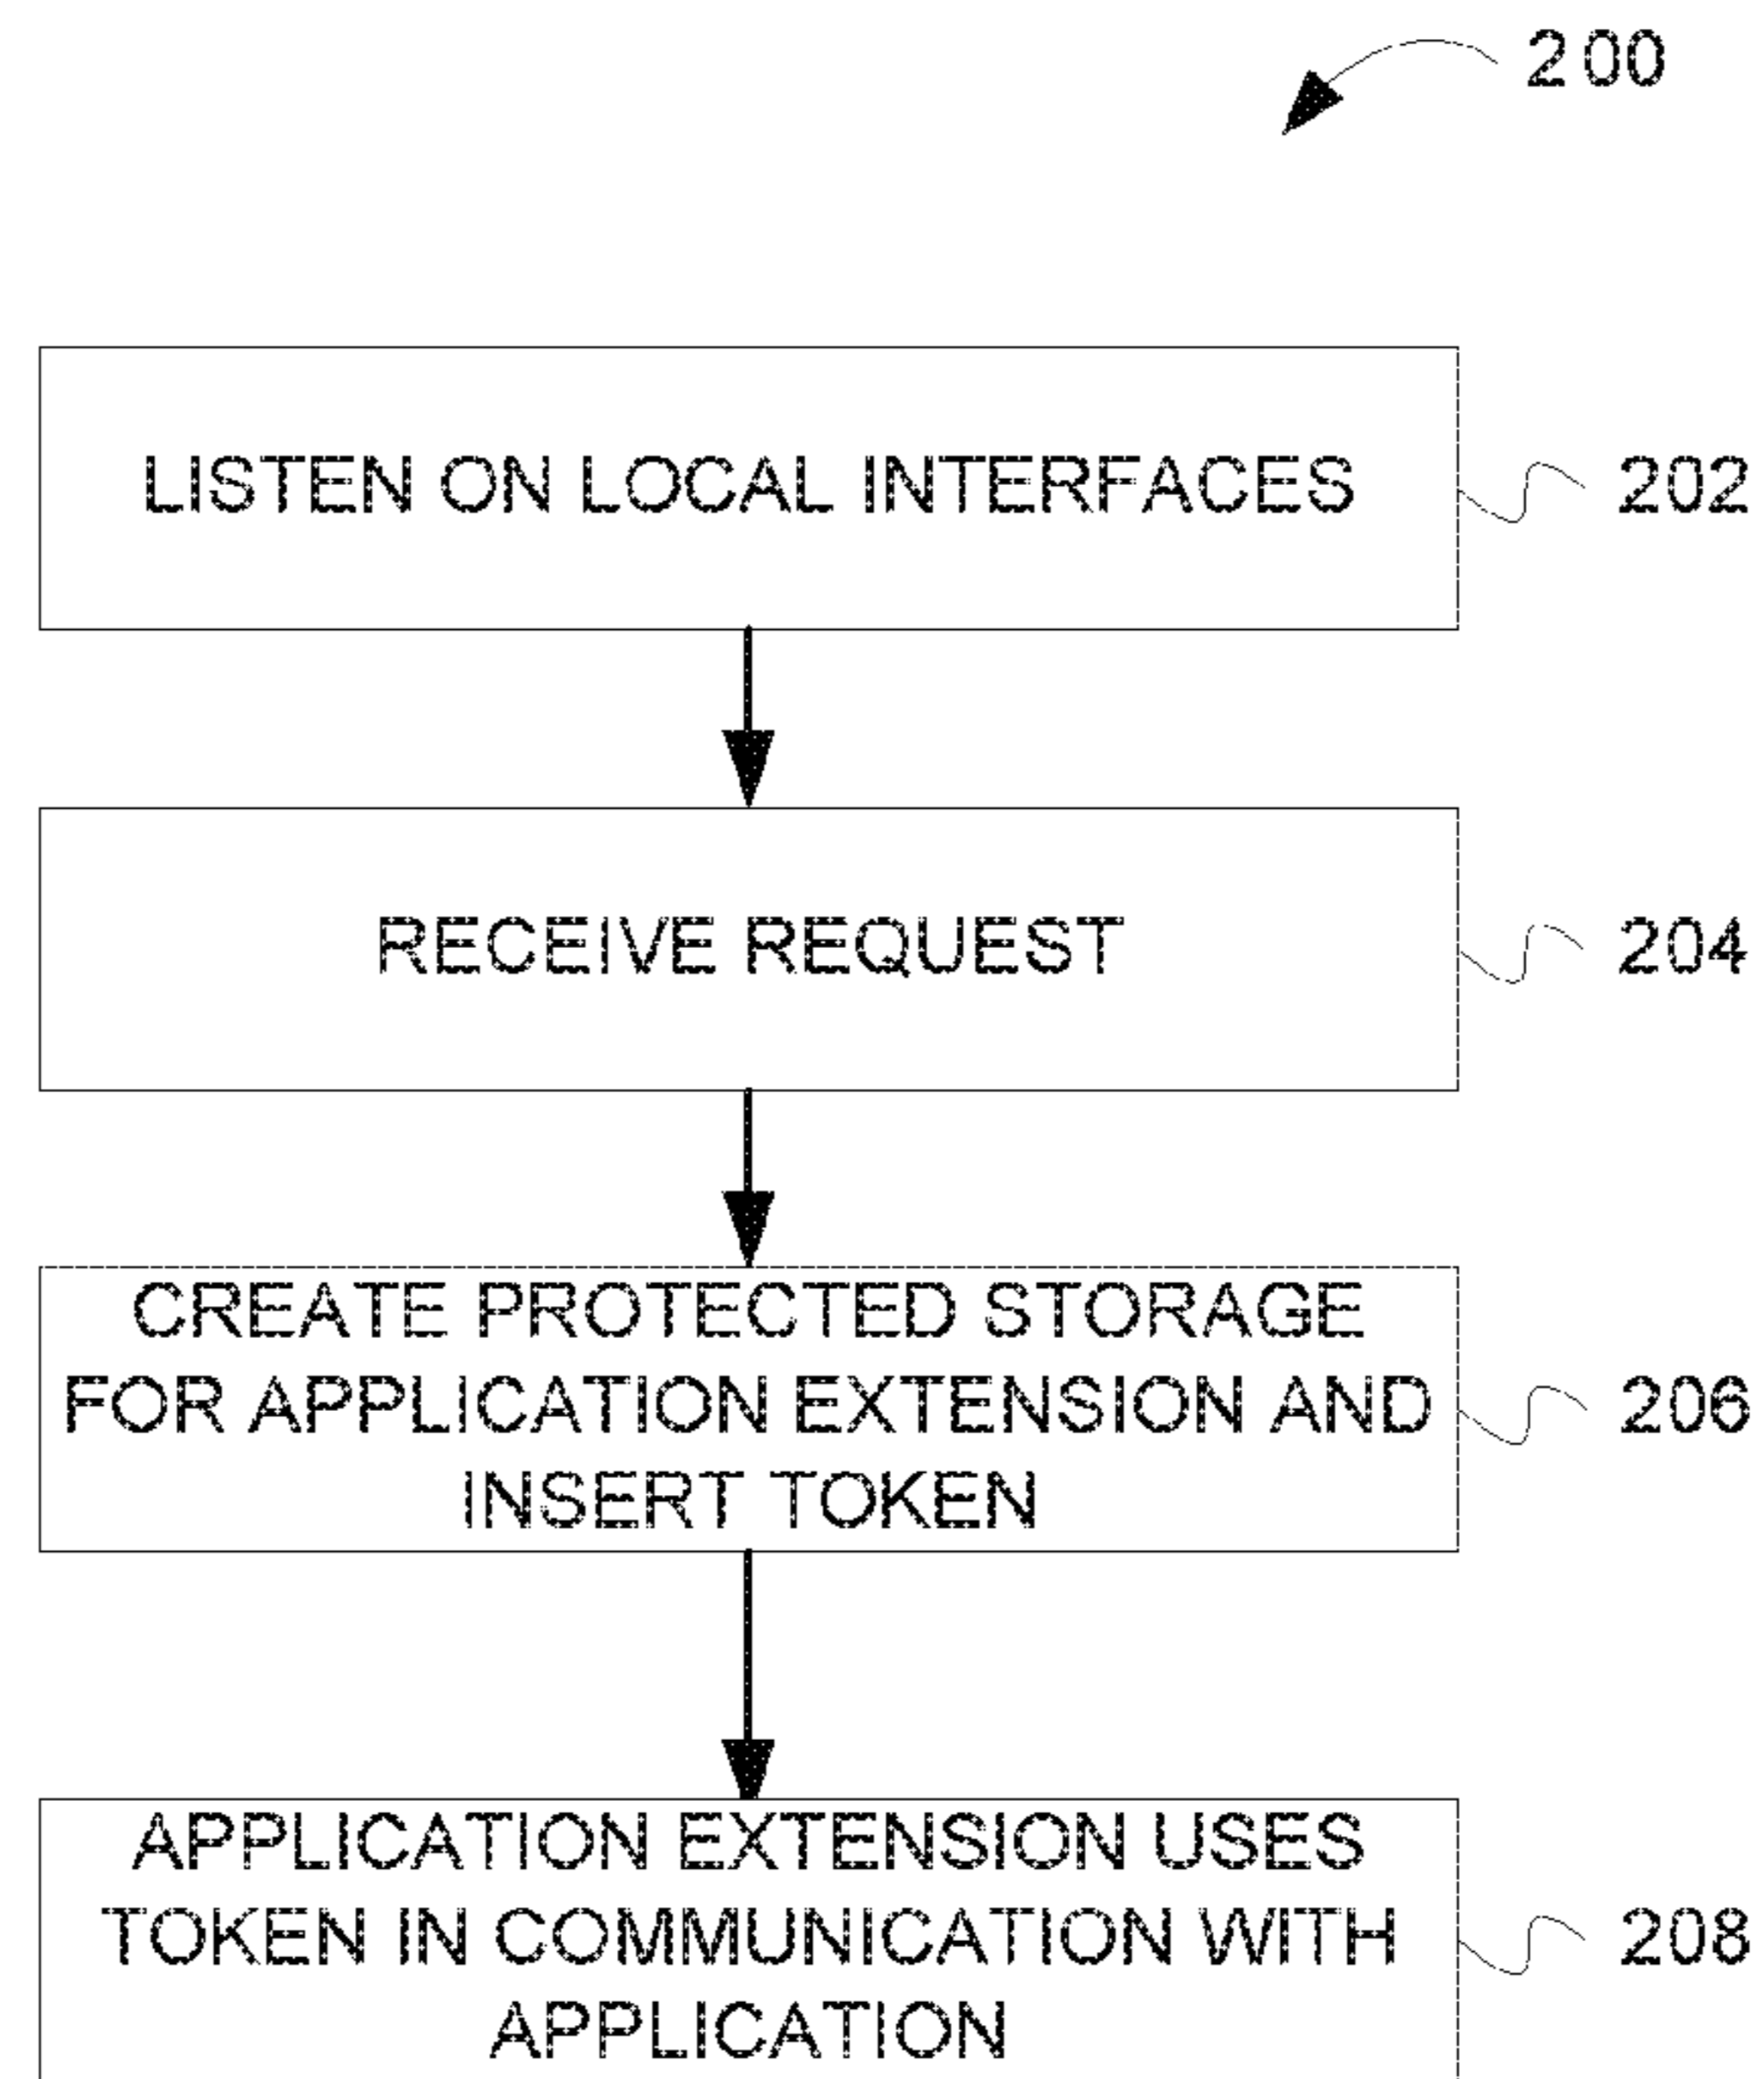 200
LISTEN ON LOCAL INTERFACES
202
RECEIVE REQUEST
204
CREATE PROTECTED STORAGE
FOR APPLICATION EXTENSION AND
INSERT TOKEN
206
APPLICATION EXTENSION USES
TOKEN IN COMMUNICATION WITH
APPLICATION
208